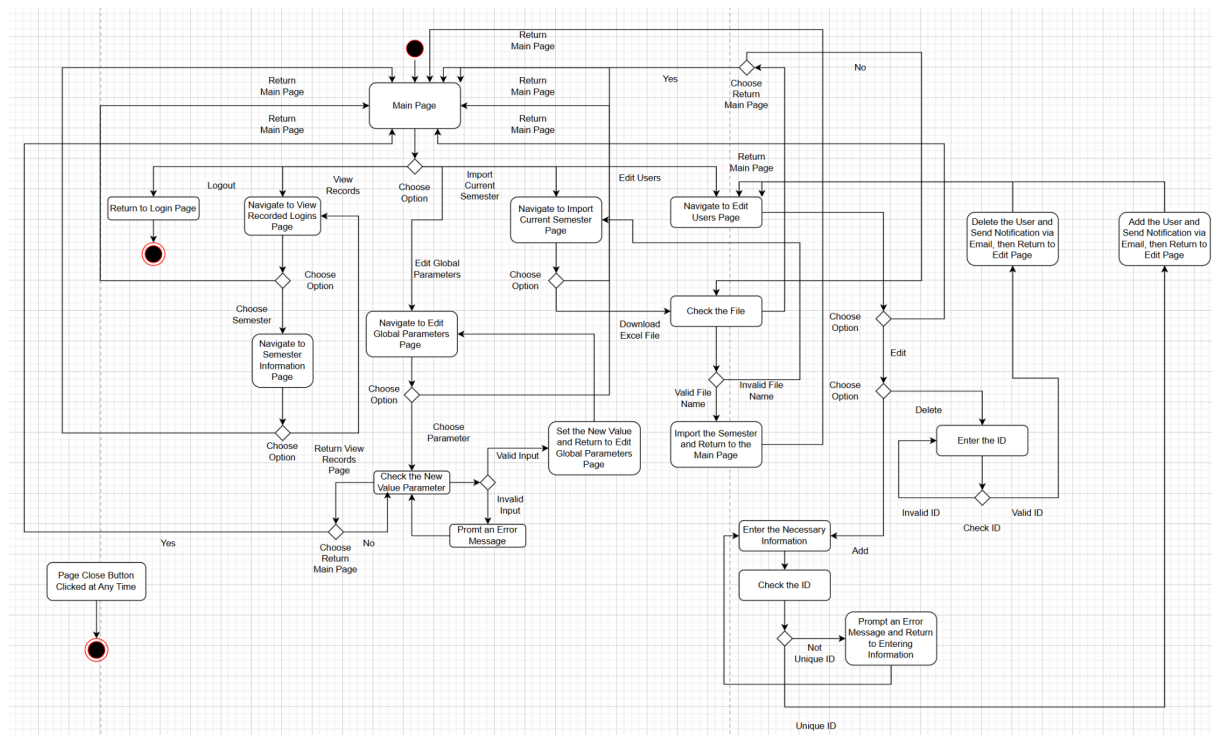 Return
Main Page
Return
Main Page
Return
Main Page
Yes
Choose
Return
Main Page
No
Return
Main Page
Return
Main Page
Main Page
Return
Main Page
Return
Main Page
Logout
View
Records
Choose
Option
Import
Current
Semester
Edit Users
Return to Login Page
Navigate to View
Recorded Logins
Page
Navigate to Import
Current Semester
Page
Navigate to Edit
Users Page
Delete the User and
Send Notification via
Email, then Return to
Edit Page
Add the User and
Send Notification via
Email, then Return to
Edit Page
Choose
Option
Edit Global
Parameters
Choose
Option
Choose
Semester
Navigate to
Semester
Information
Page
Navigate to Edit
Global Parameters
Page
Download
Excel File
Check the File
Choose
Option
Edit
Choose
Option
Choose
Option
Valid File
Name
Invalid File
Name
Delete
Choose
Parameter
Set the New Value
and Return to Edit
Global Parameters
Page
Import the Semester
and Return to the
Main Page
Enter the ID
Choose
Option
Return View
Records
Page
Check the New
Value Parameter
Valid Input
Invalid
Input
Invalid ID
Valid ID
Check ID
Yes
Choose
Return
Main Page
No
Promt an Error
Message
Enter the Necessary
Information
Add
Page Close Button
Clicked at Any Time
Check the ID
Not
Unique ID
Prompt an Error
Message and Return
to Entering
Information
Unique ID